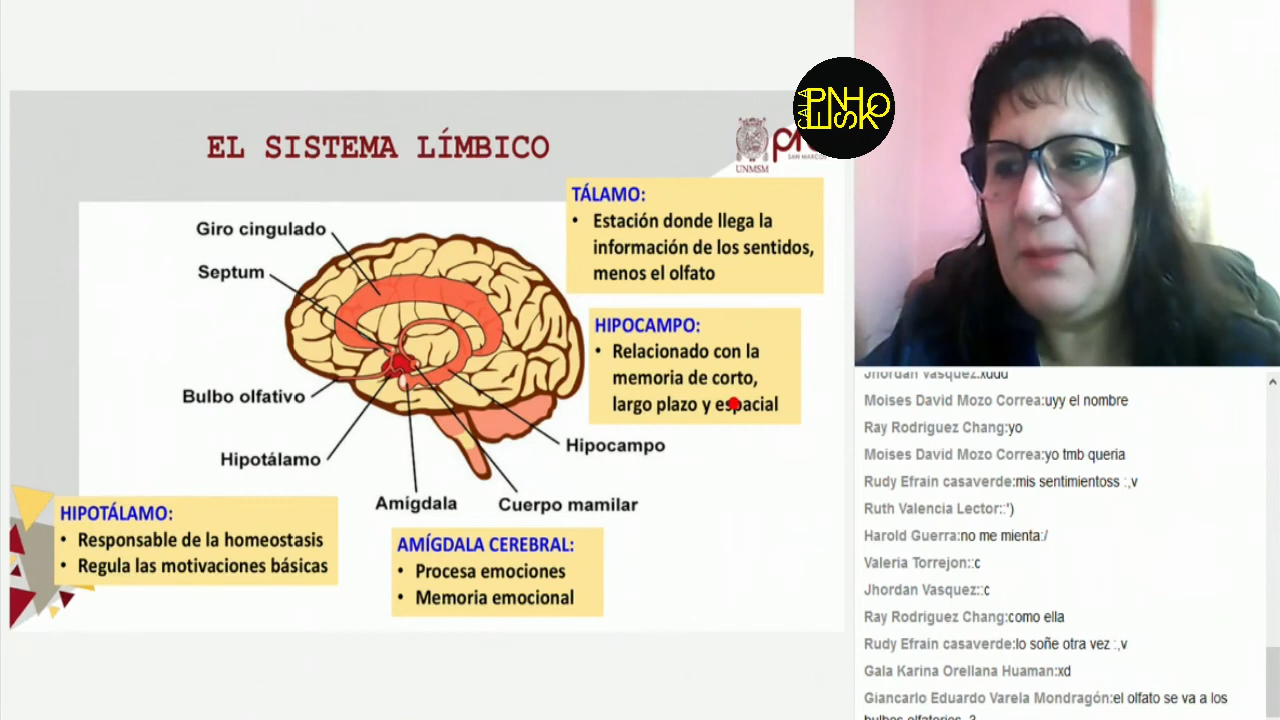 EL SISTEMA LÍMBICO
UNMSM
SAN MARCOS
TÁLAMO:
• Estación donde llega la
información de los sentidos,
menos el olfato
Giro cingulado
Septum
HIPOCAMPO:
• Relacionado con la
memoria de corto,
largo plazo y espacial
Bulbo olfativo
Hipotálamo
Hipocampo
Amígdala
Cuerpo mamilar
HIPOTÁLAMO:
• Responsable de la homeostasis
• Regula las motivaciones básicas
AMÍGDALA CEREBRAL:
• Procesa emociones
• Memoria emocional
Jhordan Vasquez:xddd
Moises David Mozo Correa:uyy el nombre
Ray Rodriguez Chang:yo
Moises David Mozo Correa:yo tmb queria
Rudy Efrain casaverde:mis sentimientoss :,v
Ruth Valencia Lector::')
Harold Guerra:no me mienta:/
Valeria Torrejon::c
Jhordan Vasquez::c
Ray Rodriguez Chang:como ella
Rudy Efrain casaverde:lo soñe otra vez :,v
Gala Karina Orellana Huaman:xd
Giancarlo Eduardo Varela Mondragón:el olfato se va a los
bulbos olfatorios